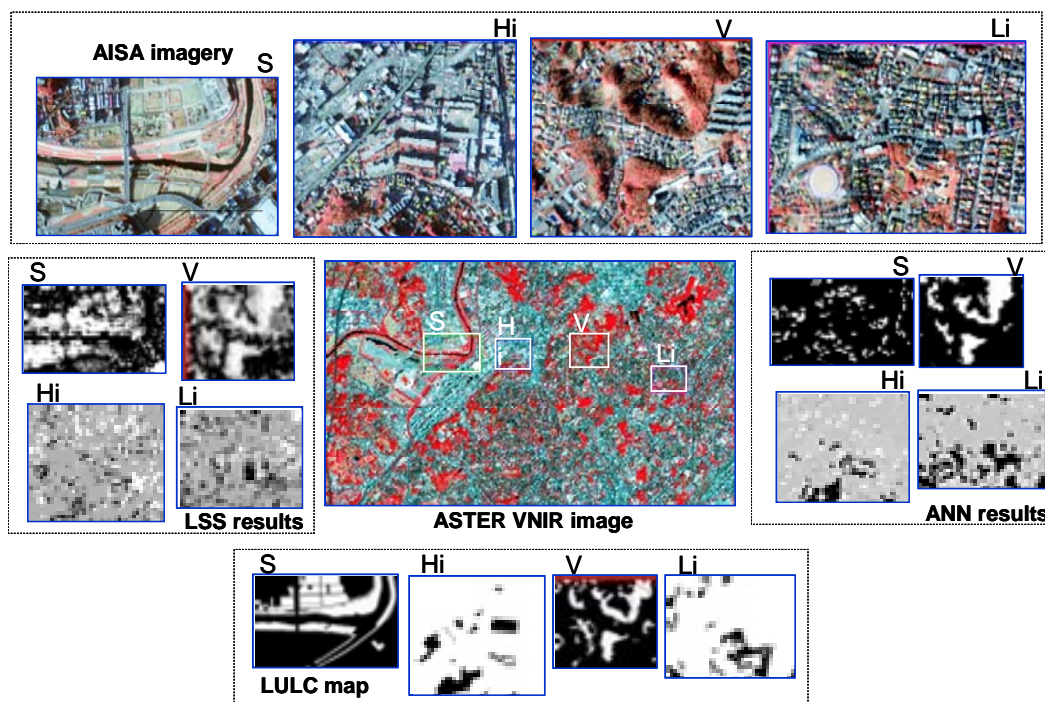 AISA imagery
S
Hi
V
Li
S
V
Hi
Li
LSS results
S
H
i
V
Li
ASTER VNIR image
S
V
Hi
Li
ANN results
S
Hi
V
Li
LULC map